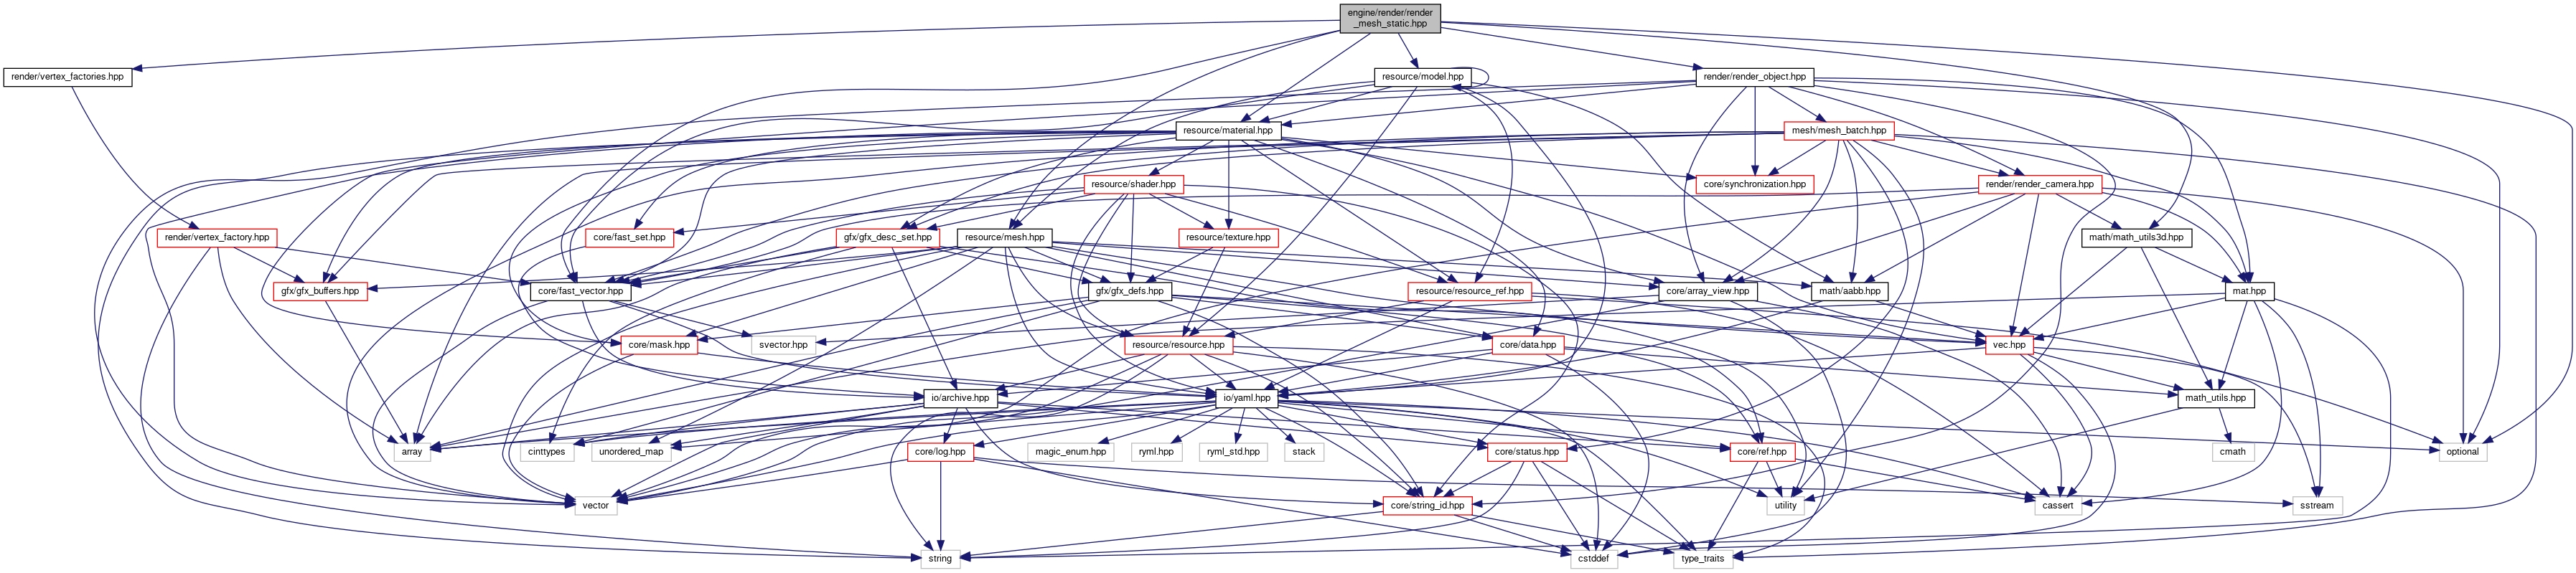 engine/render/render
_mesh_static.hpp
render/vertex_factories.hpp
resource/model.hpp
render/render_object.hpp
resource/material.hpp
mesh/mesh_batch.hpp
resource/shader.hpp
core/synchronization.hpp
render/render_camera.hpp
render/vertex_factory.hpp
core/fast_set.hpp
gfx/gfx_desc_set.hpp
resource/mesh.hpp
resource/texture.hpp
math/math_utils3d.hpp
gfx/gfx_buffers.hpp
core/fast_vector.hpp
gfx/gfx_defs.hpp
resource/resource_ref.hpp
core/array_view.hpp
math/aabb.hpp
mat.hpp
core/mask.hpp
svector.hpp
resource/resource.hpp
core/data.hpp
vec.hpp
io/archive.hpp
io/yaml.hpp
math_utils.hpp
array
cinttypes
unordered_map
core/log.hpp
magic_enum.hpp
ryml.hpp
ryml_std.hpp
stack
core/status.hpp
core/ref.hpp
cmath
optional
vector
core/string_id.hpp
utility
cassert
sstream
string
cstddef
type_traits